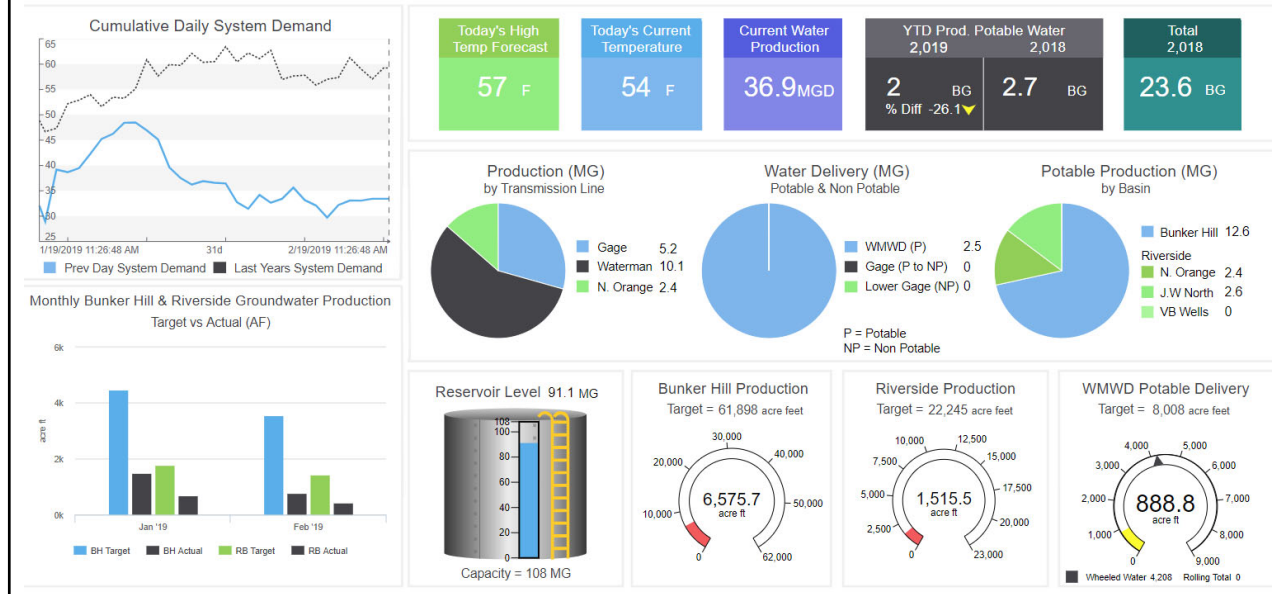 Cumulative Daily System Demand
65
60
55
50
45
40
35
30
25
1/19/2019 11:26:48 AM 31d 2/19/2019 11:26:48 AM
Prev Day System Demand Last Years System Demand
Today's High
Temp Forecast
57 F
Today's Current
Temperature
54 F
Current Water
Production
36.9MGD
YTD Prod. Potable Water
2,019 2,018
2 BG 2.7 BG
% Diff -26.1
Total
2,018
23.6 BG
Production (MG)
by Transmission Line
Gage 5.2
Waterman 10.1
N. Orange 2.4
Water Delivery (MG)
Potable & Non Potable
WMWD (P) 2.5
Gage (P to NP) 0
Lower Gage (NP) 0
P = Potable
NP = Non Potable
Potable Production (MG)
by Basin
Bunker Hill 12.6
Riverside
N. Orange 2.4
J.W North 2.6
VB Wells 0
Monthly Bunker Hill & Riverside Groundwater Production
Target vs Actual (AF)
6k
4k
2k
0k
acre ft
Jan '19 Feb '19
BH Target BH Actual RB Target RB Actual
Reservoir Level 91.1 MG
108
100
80
60
40
20
0
Capacity = 108 MG
Bunker Hill Production
Target = 61,898 acre feet
0
10,000
20,000
30,000
40,000
50,000
62,000
6,575.7
acre ft
Riverside Production
Target = 22,245 acre feet
0
2,500
5,000
7,500
10,000
12,500
15,000
17,500
20,000
23,000
1,515.5
acre ft
WMWD Potable Delivery
Target = 8,008 acre feet
0
1,000
2,000
3,000
4,000
5,000
6,000
7,000
8,000
9,000
888.8
acre ft
Wheeled Water 4,208 Rolling Total 0